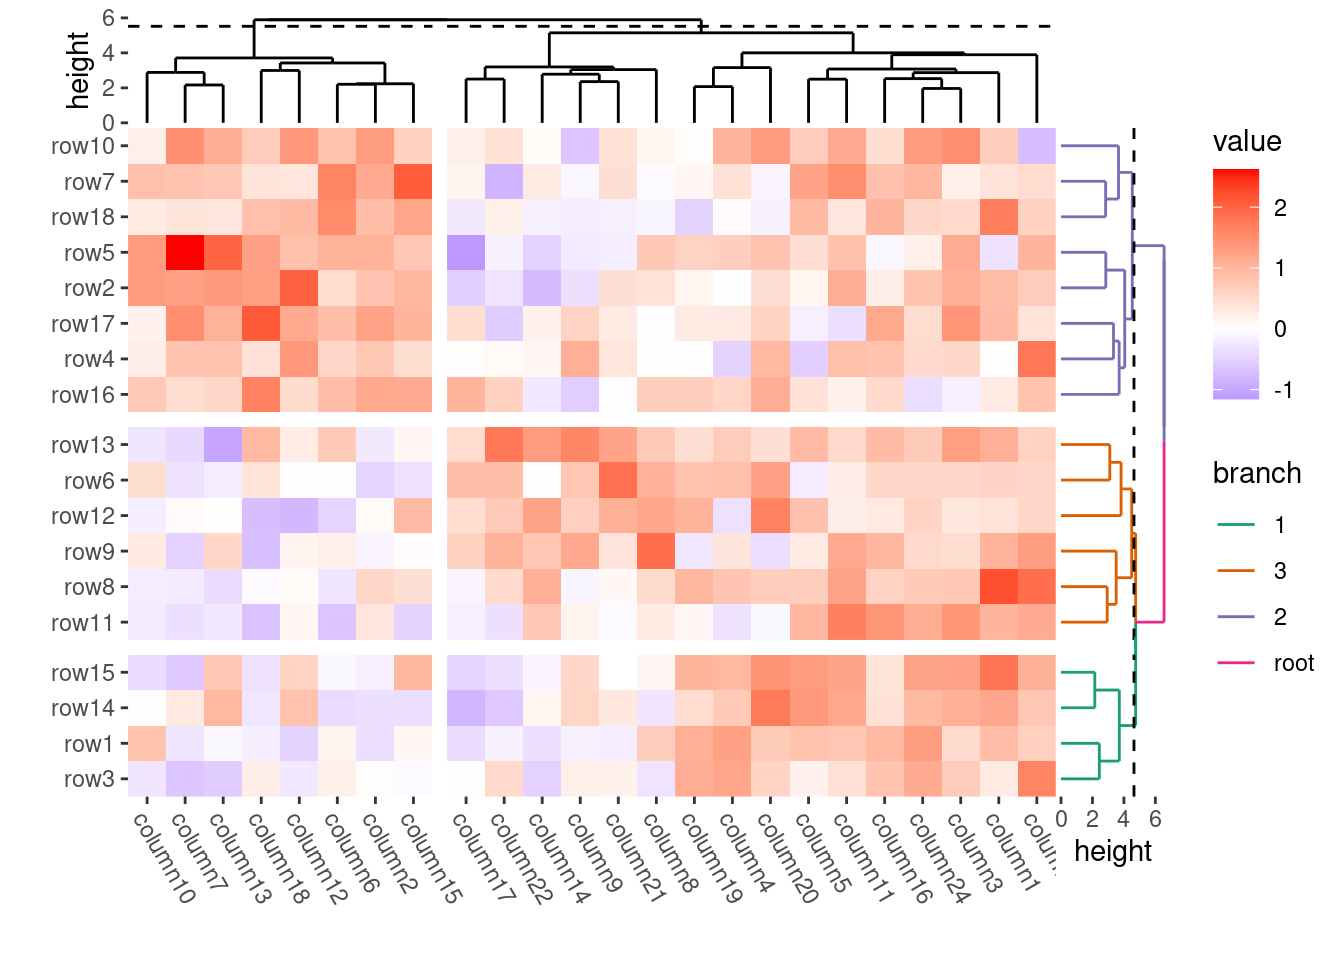 6
4
2
0
height
row10
row7
row18
row5
row2
row17
row4
row16
row13
row6
row12
row9
row8
row11
row15
row14
row1
row3
column10
column7
column13
column18
column12
column6
column2
column15
column17
column22
column14
column9
column21
column8
column19
column4
column20
column5
column11
column16
column24
column3
column1
0 2 4 6
height
value
2
1
0
-1
branch
1
3
2
root